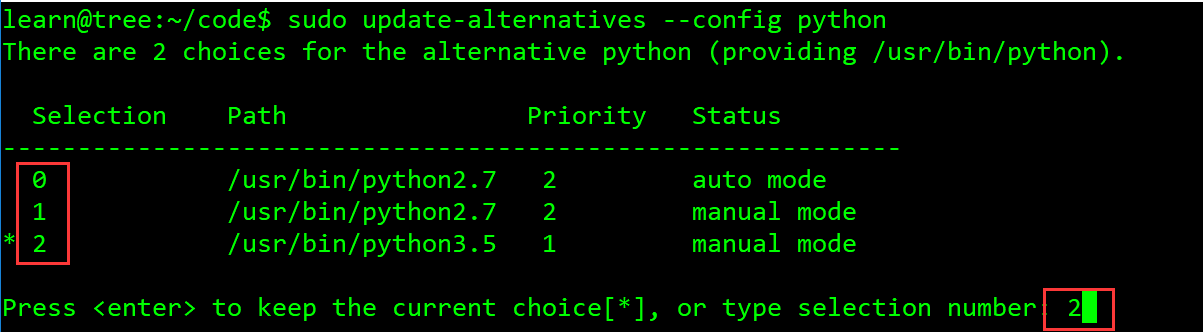 learn@tree:~/code$ sudo update-alternatives --config python
There are 2 choices for the alternative python (providing /usr/bin/python).
  Selection    Path                Priority   Status
------------------------------------------------------------
  0            /usr/bin/python2.7   2         auto mode
  1            /usr/bin/python2.7   2         manual mode
* 2            /usr/bin/python3.5   1         manual mode
Press <enter> to keep the current choice[*], or type selection number: 2